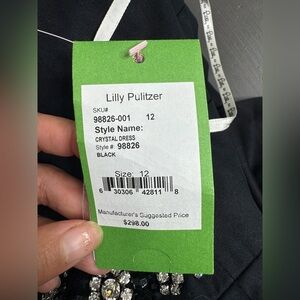 Lilly Pulitzer
SKU#
98826-001 12
Style Name:
CRYSTAL DRESS
Style #: 98826
BLACK
Size: 12
6 30306 42811 8
Manufacturer's Suggested Price
$298.00